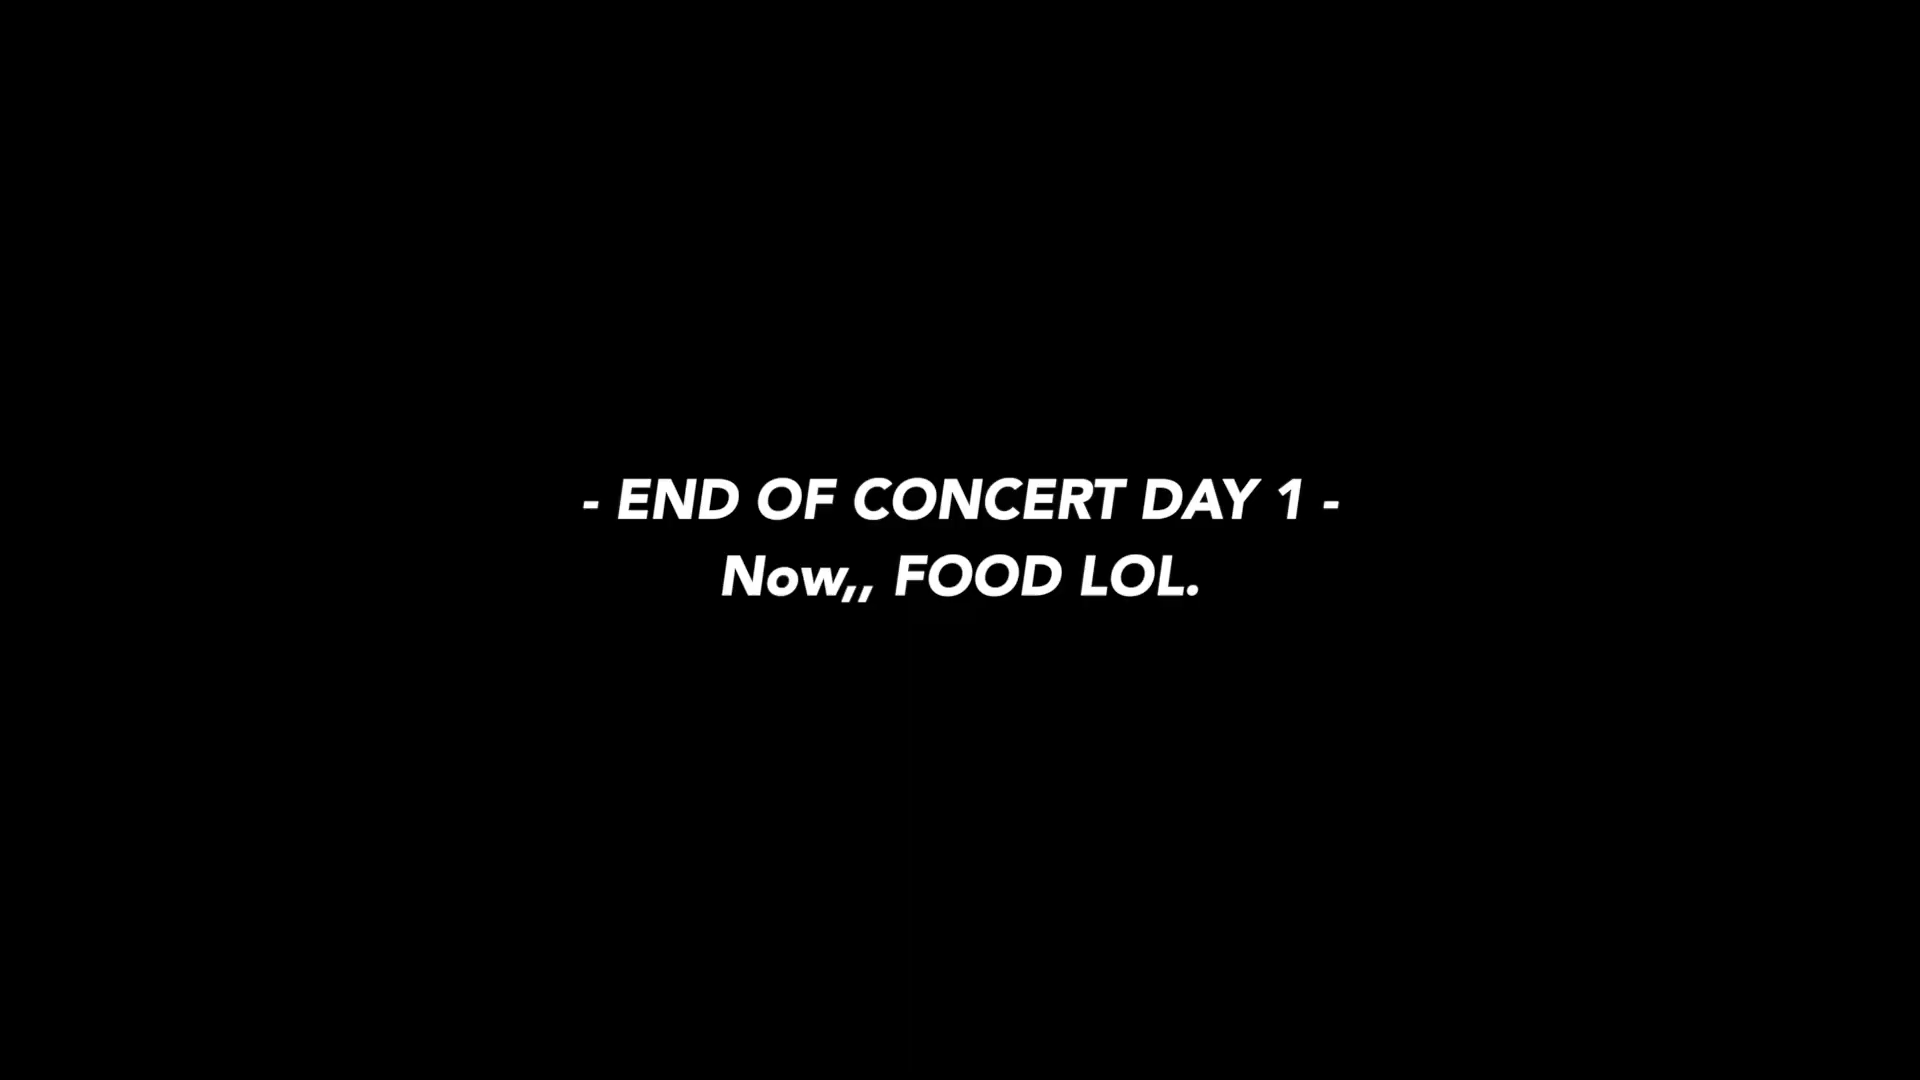 - END OF CONCERT DAY 1 -
Now,, FOOD LOL.